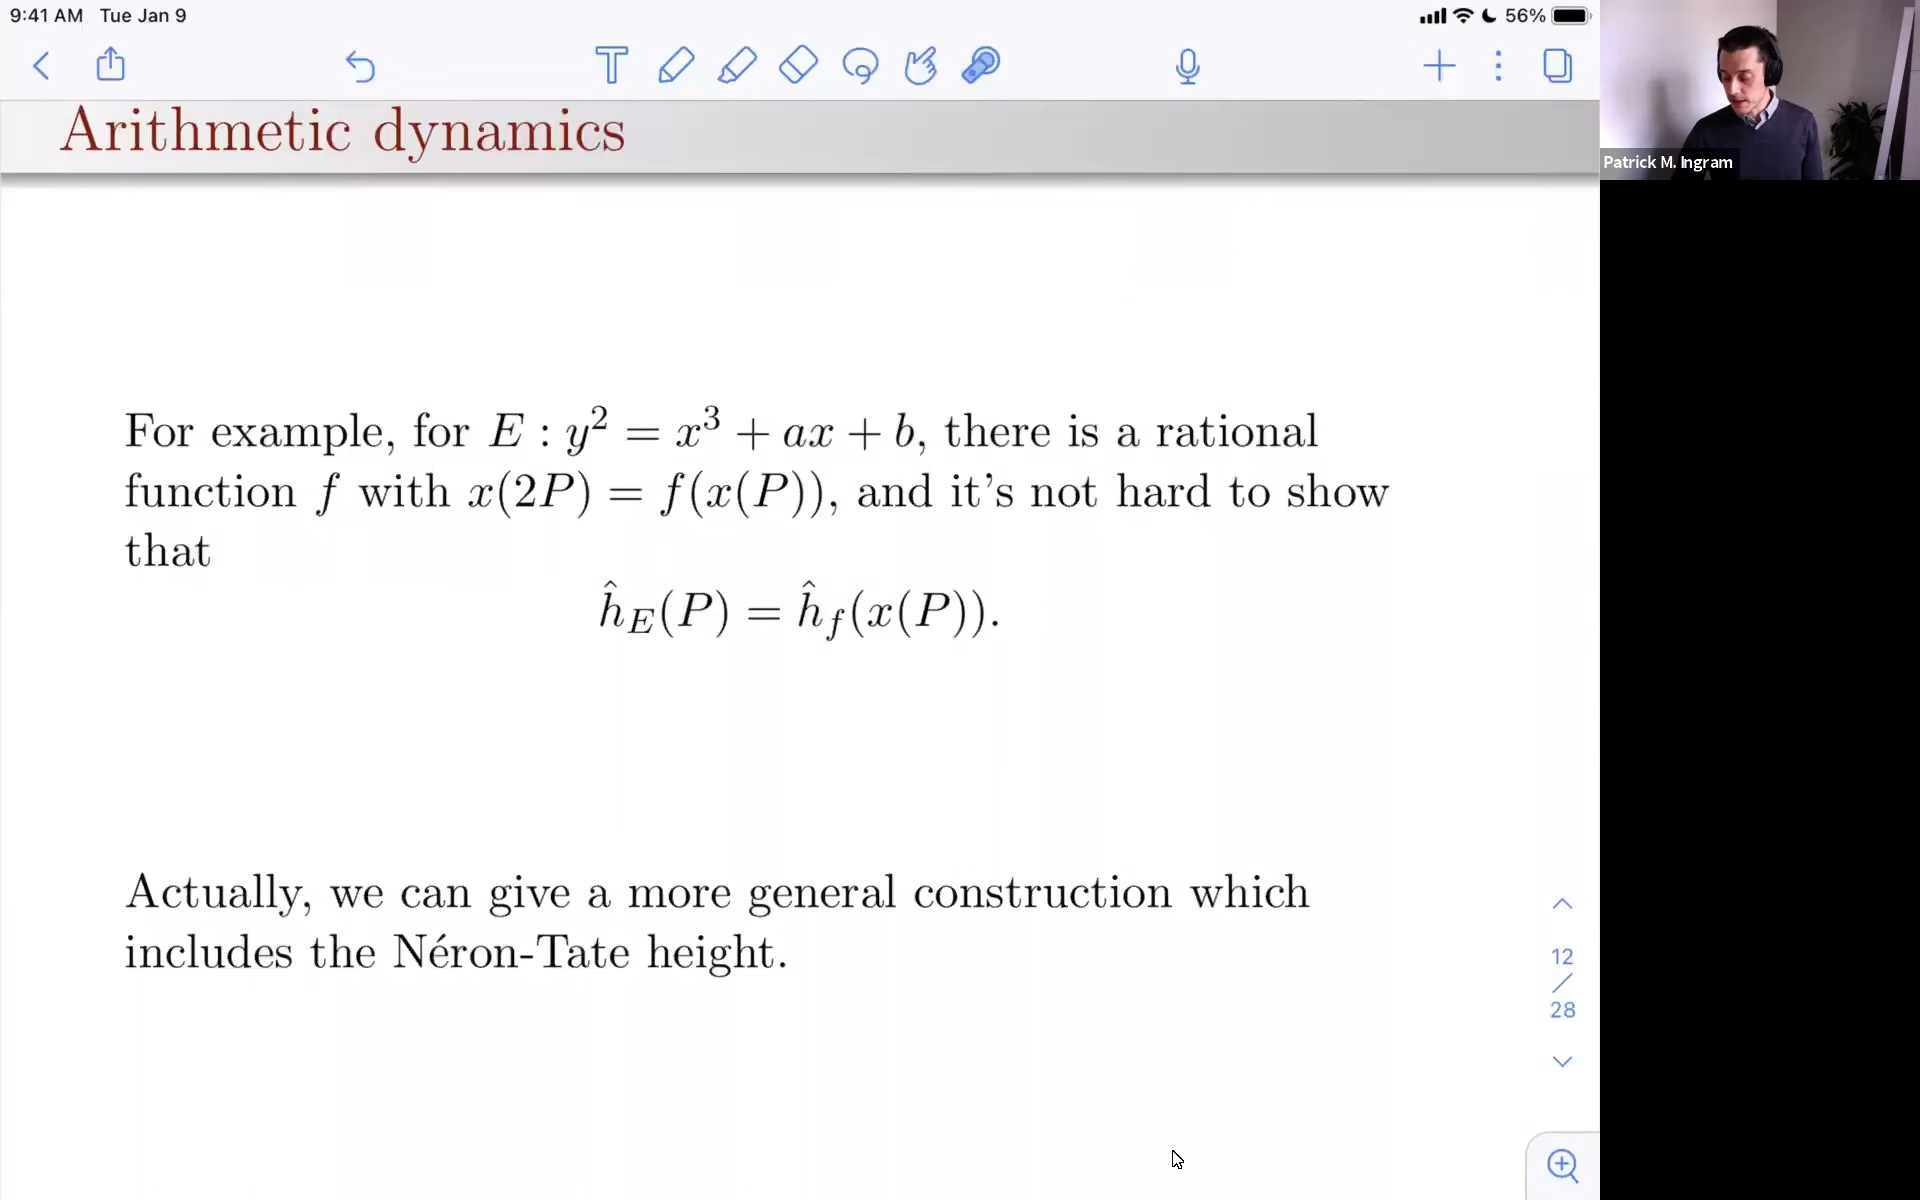 9:41 AM Tue Jan 9
56%
Patrick M. Ingram
Arithmetic dynamics
For example, for E : y² = x³ + ax + b, there is a rational
function f with x(2P) = f(x(P)), and it's not hard to show
that
ĥ_E(P) = ĥ_f(x(P)).
Actually, we can give a more general construction which
includes the Néron-Tate height.
12
/
28